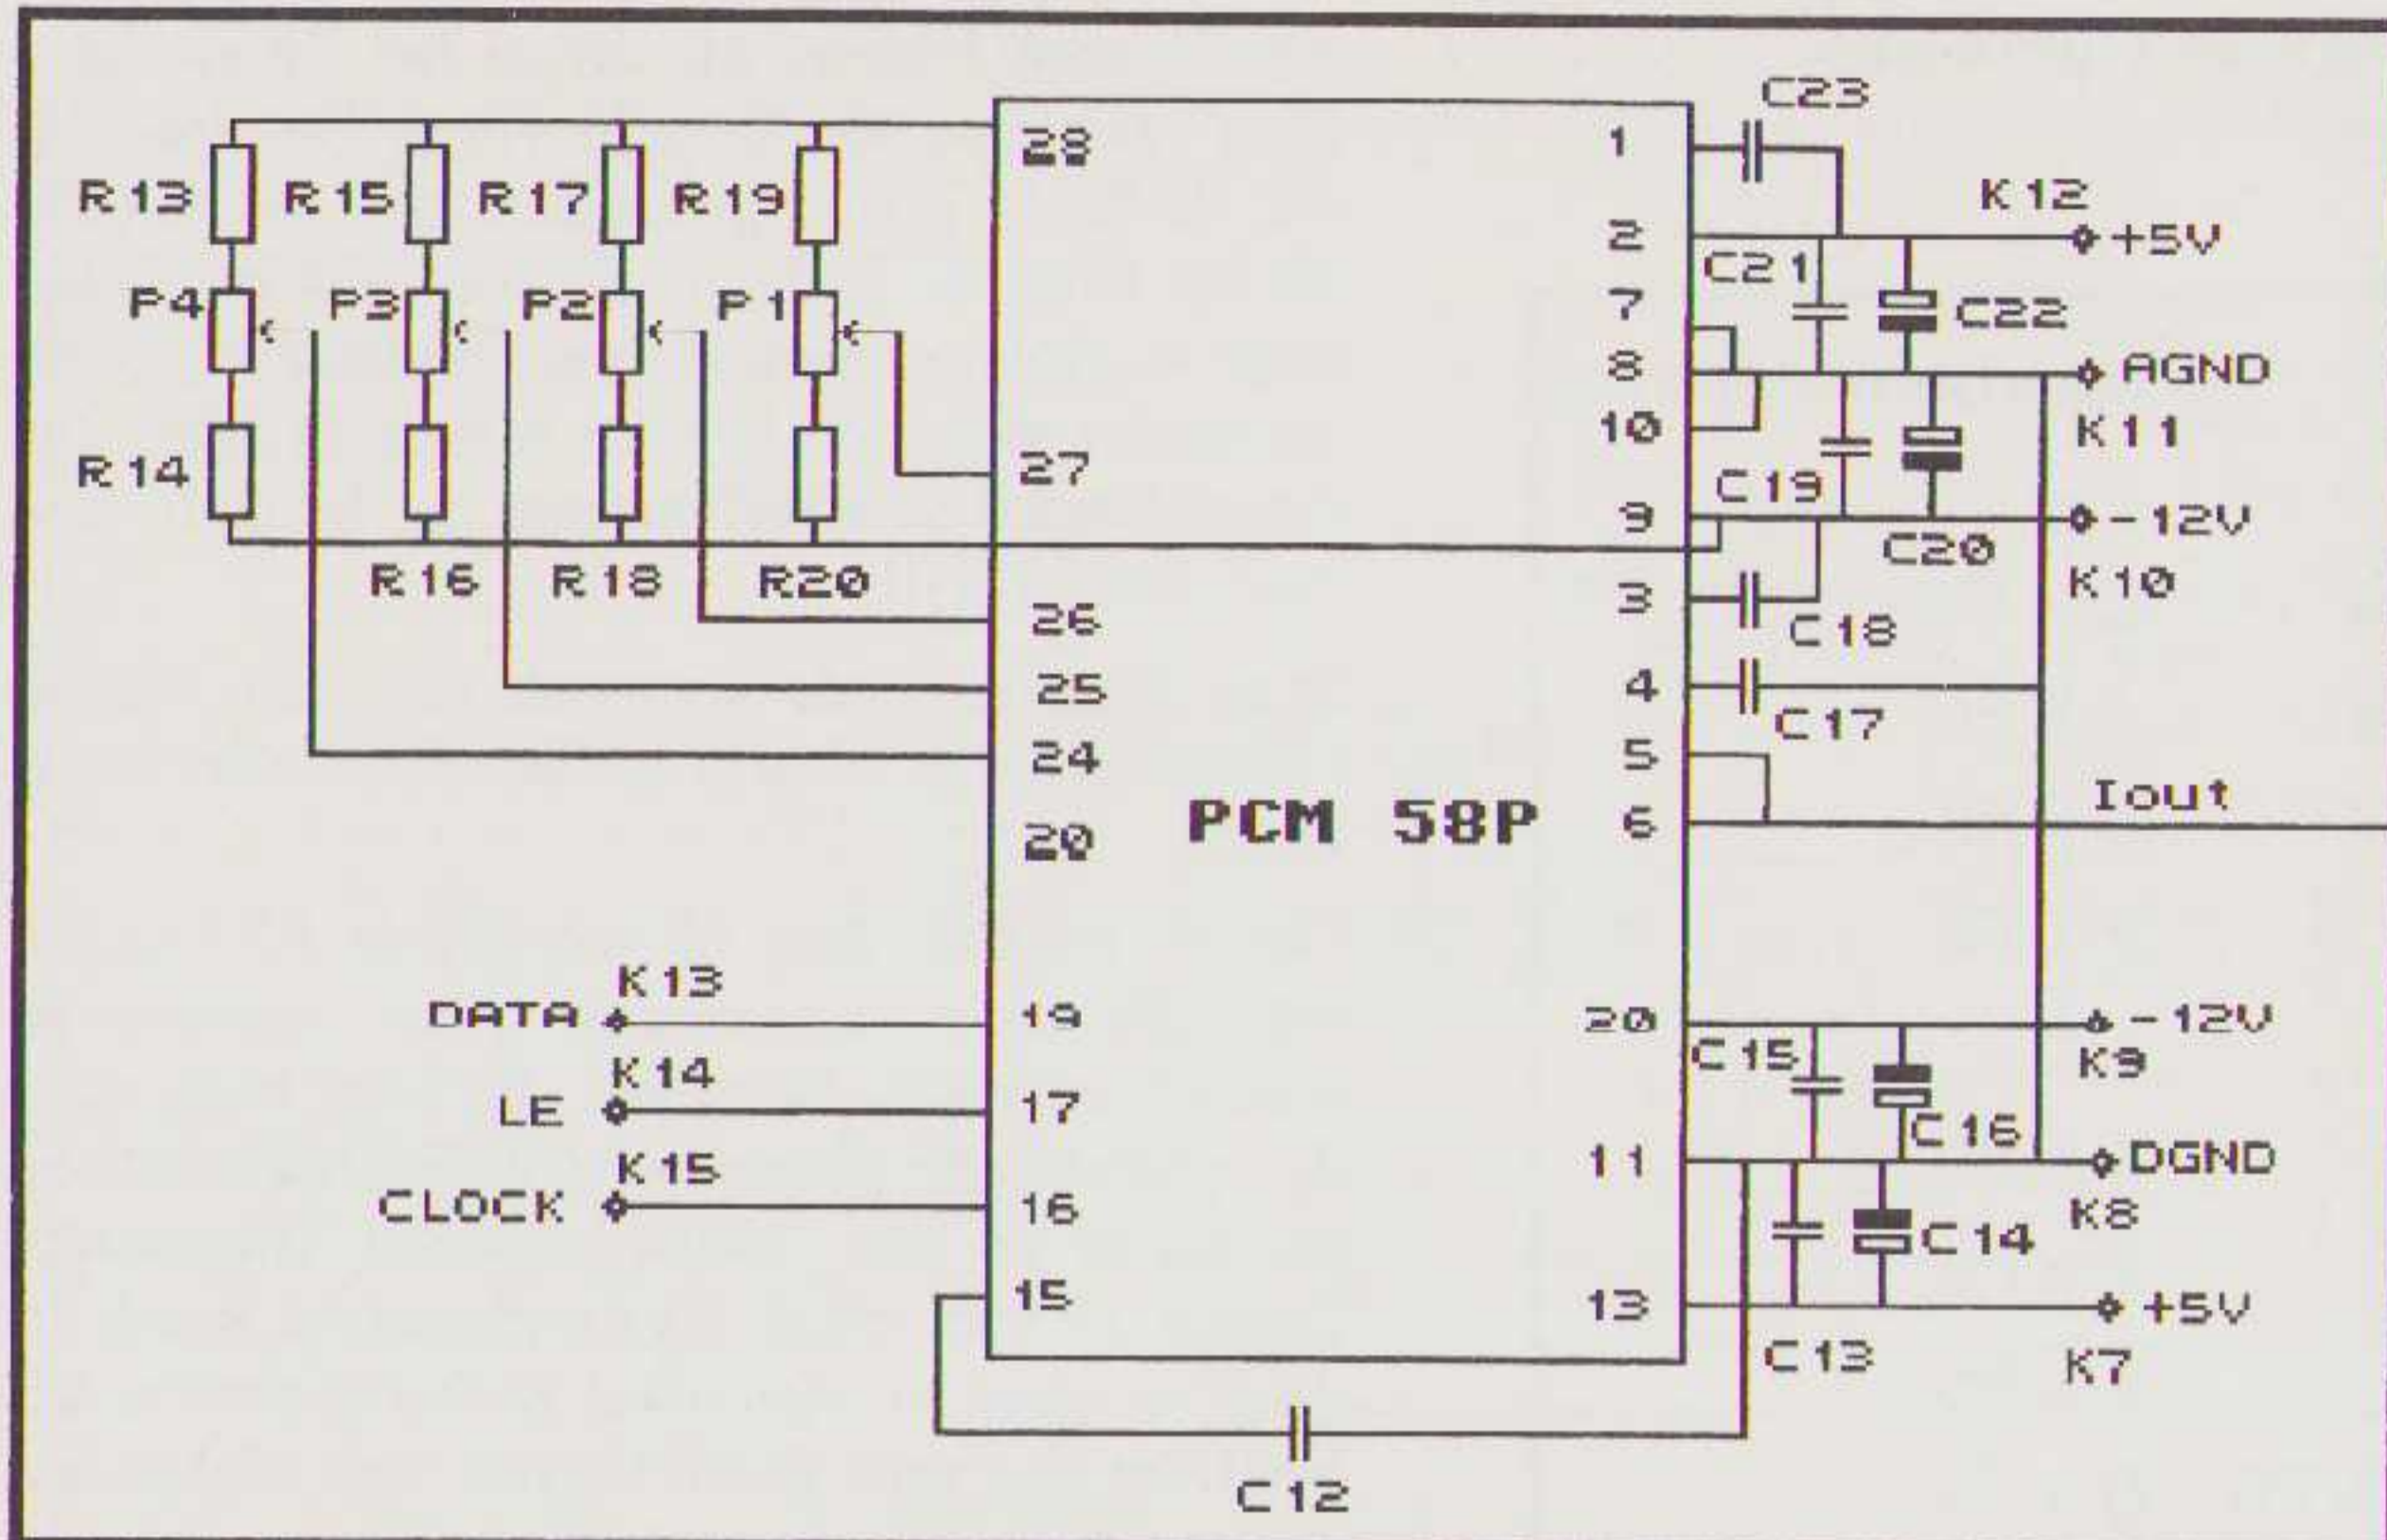 C23
28
1
R13
R15
R17
R19
K12
2
+5V
C21
P4
P3
P2
P1
7
C22
8
AGND
10
K11
R14
27
C19
9
-12V
C20
R16
R18
R20
K10
3
26
C18
25
4
C17
24
5
Iout
20
PCM 58P
6
K13
DATA
19
20
-12V
C15
K9
K14
LE
17
C16
11
DGND
K15
CLOCK
16
K8
C14
15
13
+5V
C13
K7
C12